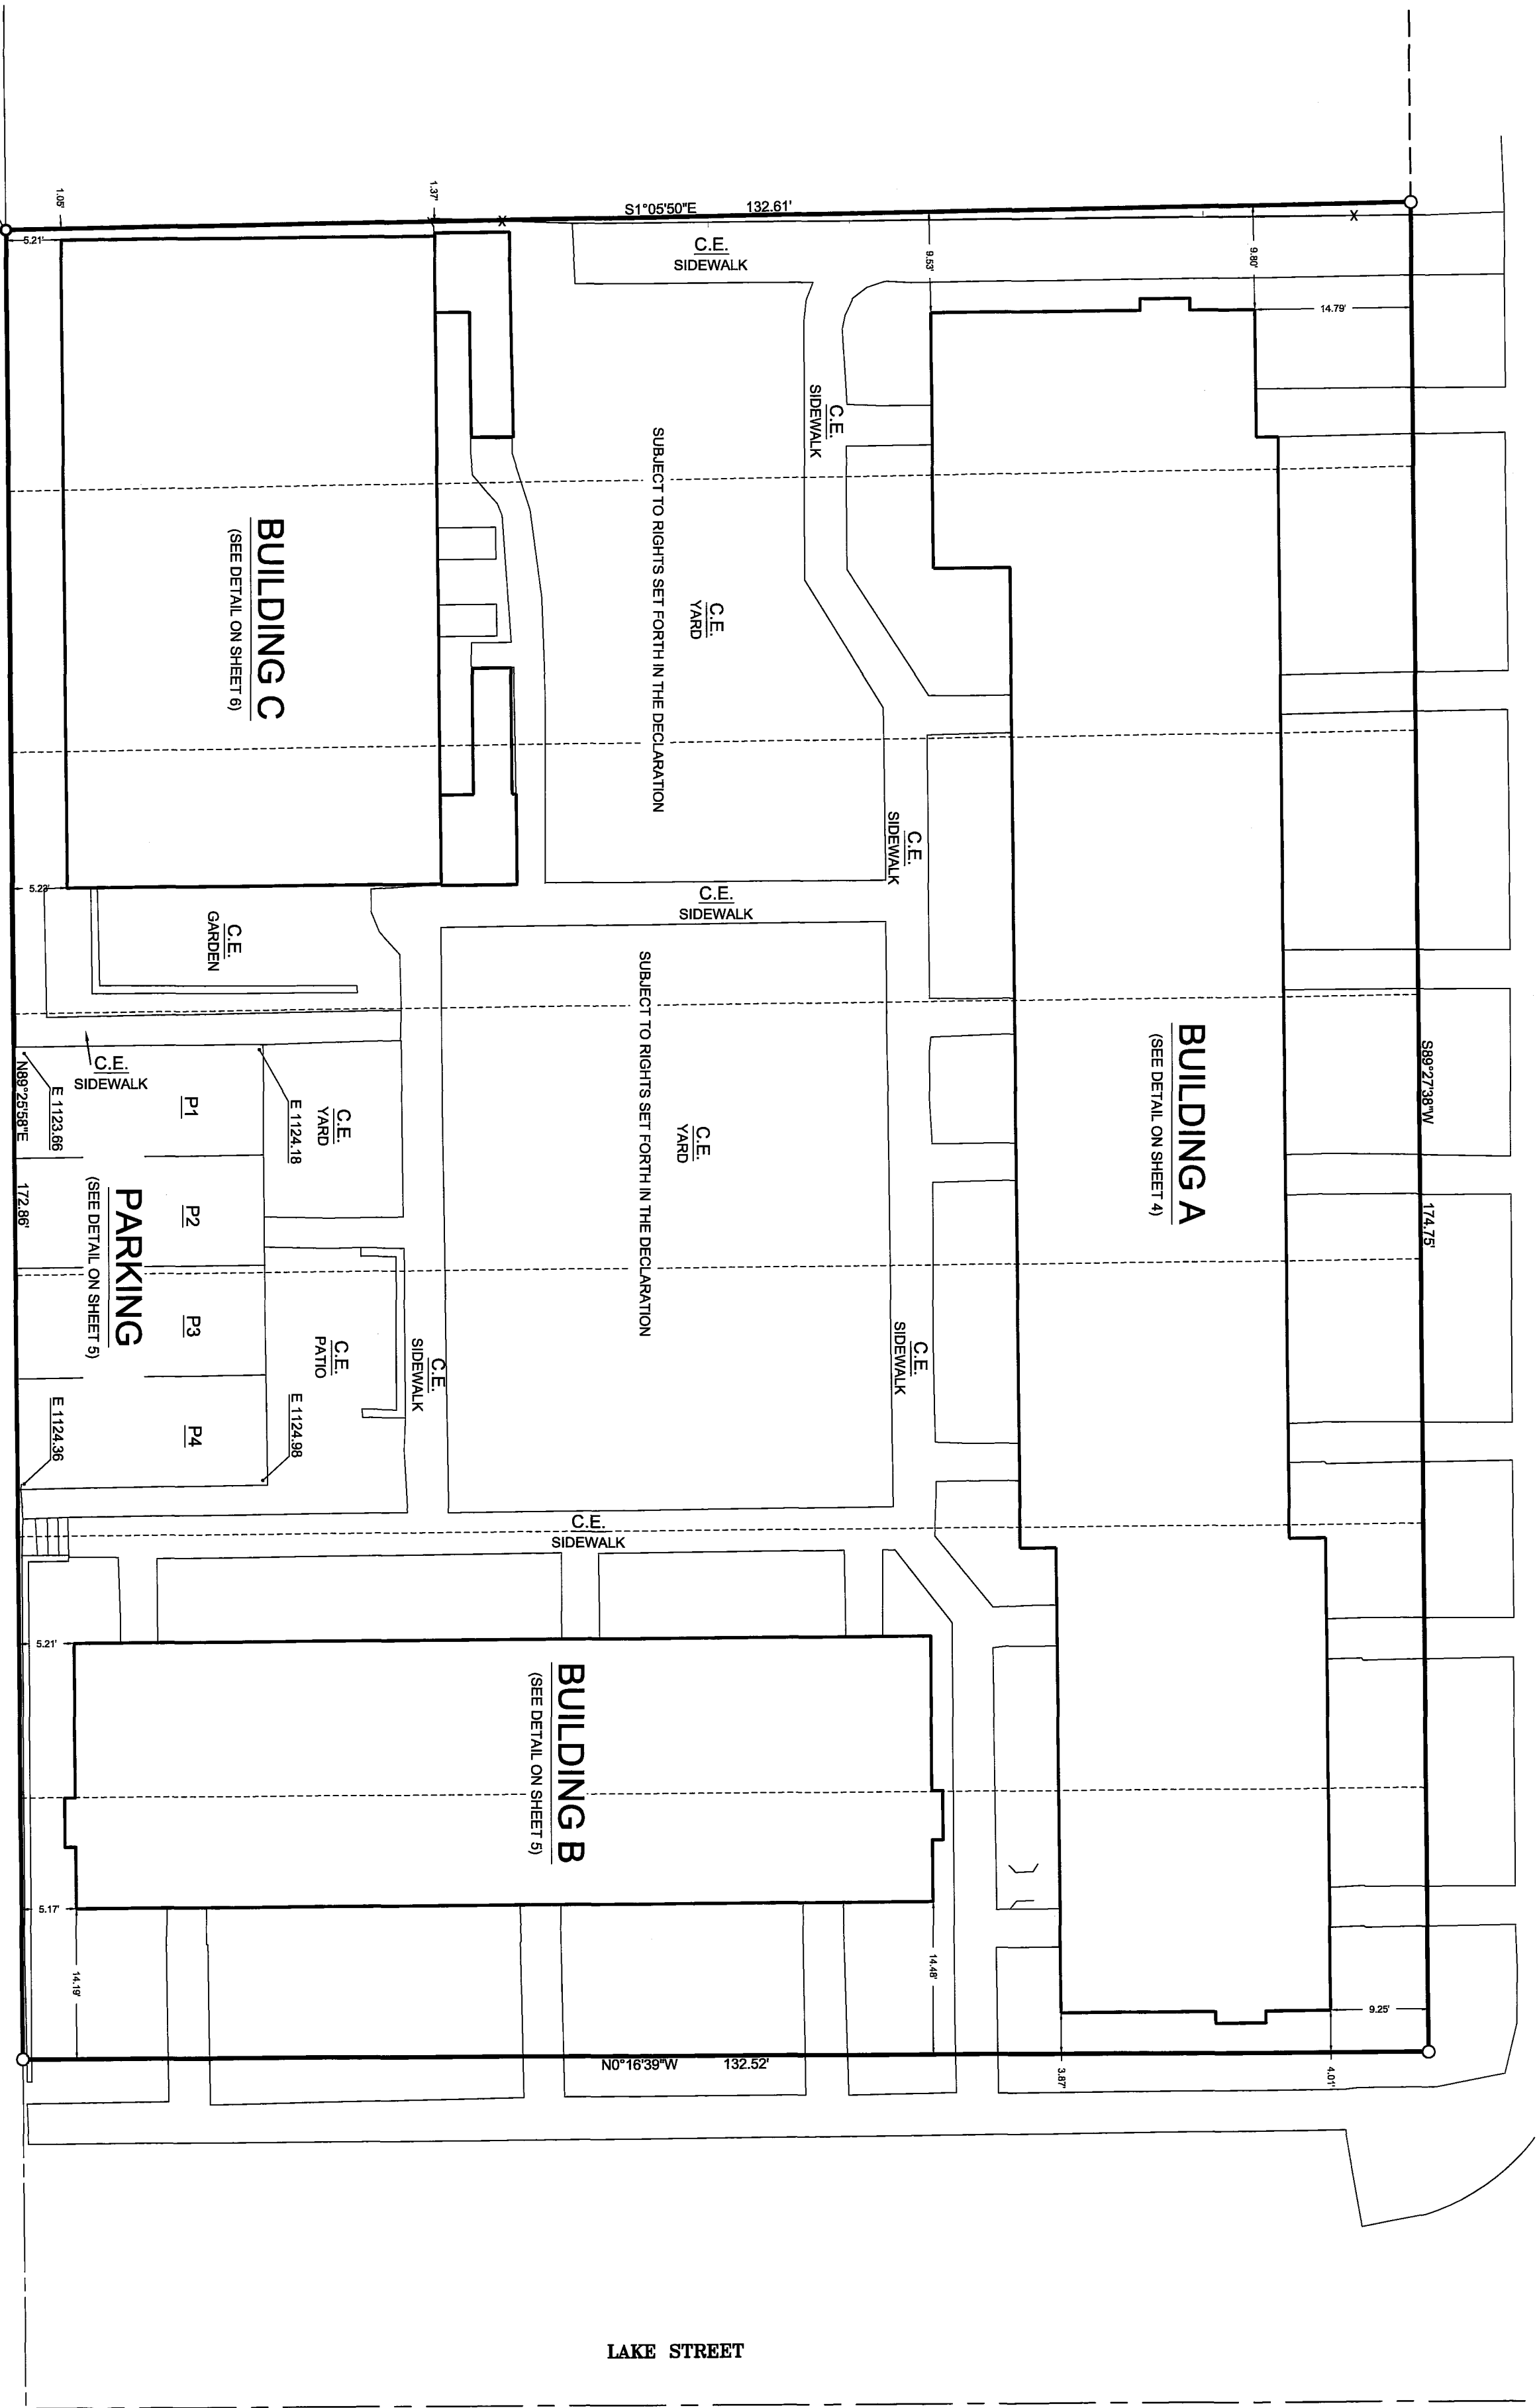 S1°05'50"E 132.61'
1.05'
1.37'
9.53'
9.80'
14.79'
5.21'
C.E.
SIDEWALK
C.E.
SIDEWALK
SUBJECT TO RIGHTS SET FORTH IN THE DECLARATION
C.E.
YARD
BUILDING C
(SEE DETAIL ON SHEET 6)
C.E.
SIDEWALK
5.23'
C.E.
SIDEWALK
C.E.
GARDEN
C.E.
SIDEWALK
SUBJECT TO RIGHTS SET FORTH IN THE DECLARATION
C.E.
YARD
BUILDING A
(SEE DETAIL ON SHEET 4)
S89°27'38"W 174.75'
N89°25'58"E 172.86'
E 1123.66
E 1124.18
C.E.
YARD
P1
P2
P3
P4
PARKING
(SEE DETAIL ON SHEET 5)
C.E.
PATIO
C.E.
SIDEWALK
C.E.
SIDEWALK
E 1124.36
E 1124.98
C.E.
SIDEWALK
5.21'
BUILDING B
(SEE DETAIL ON SHEET 5)
5.17'
14.19'
14.48'
9.25'
N0°16'39"W 132.52'
3.87'
4.01'
LAKE STREET